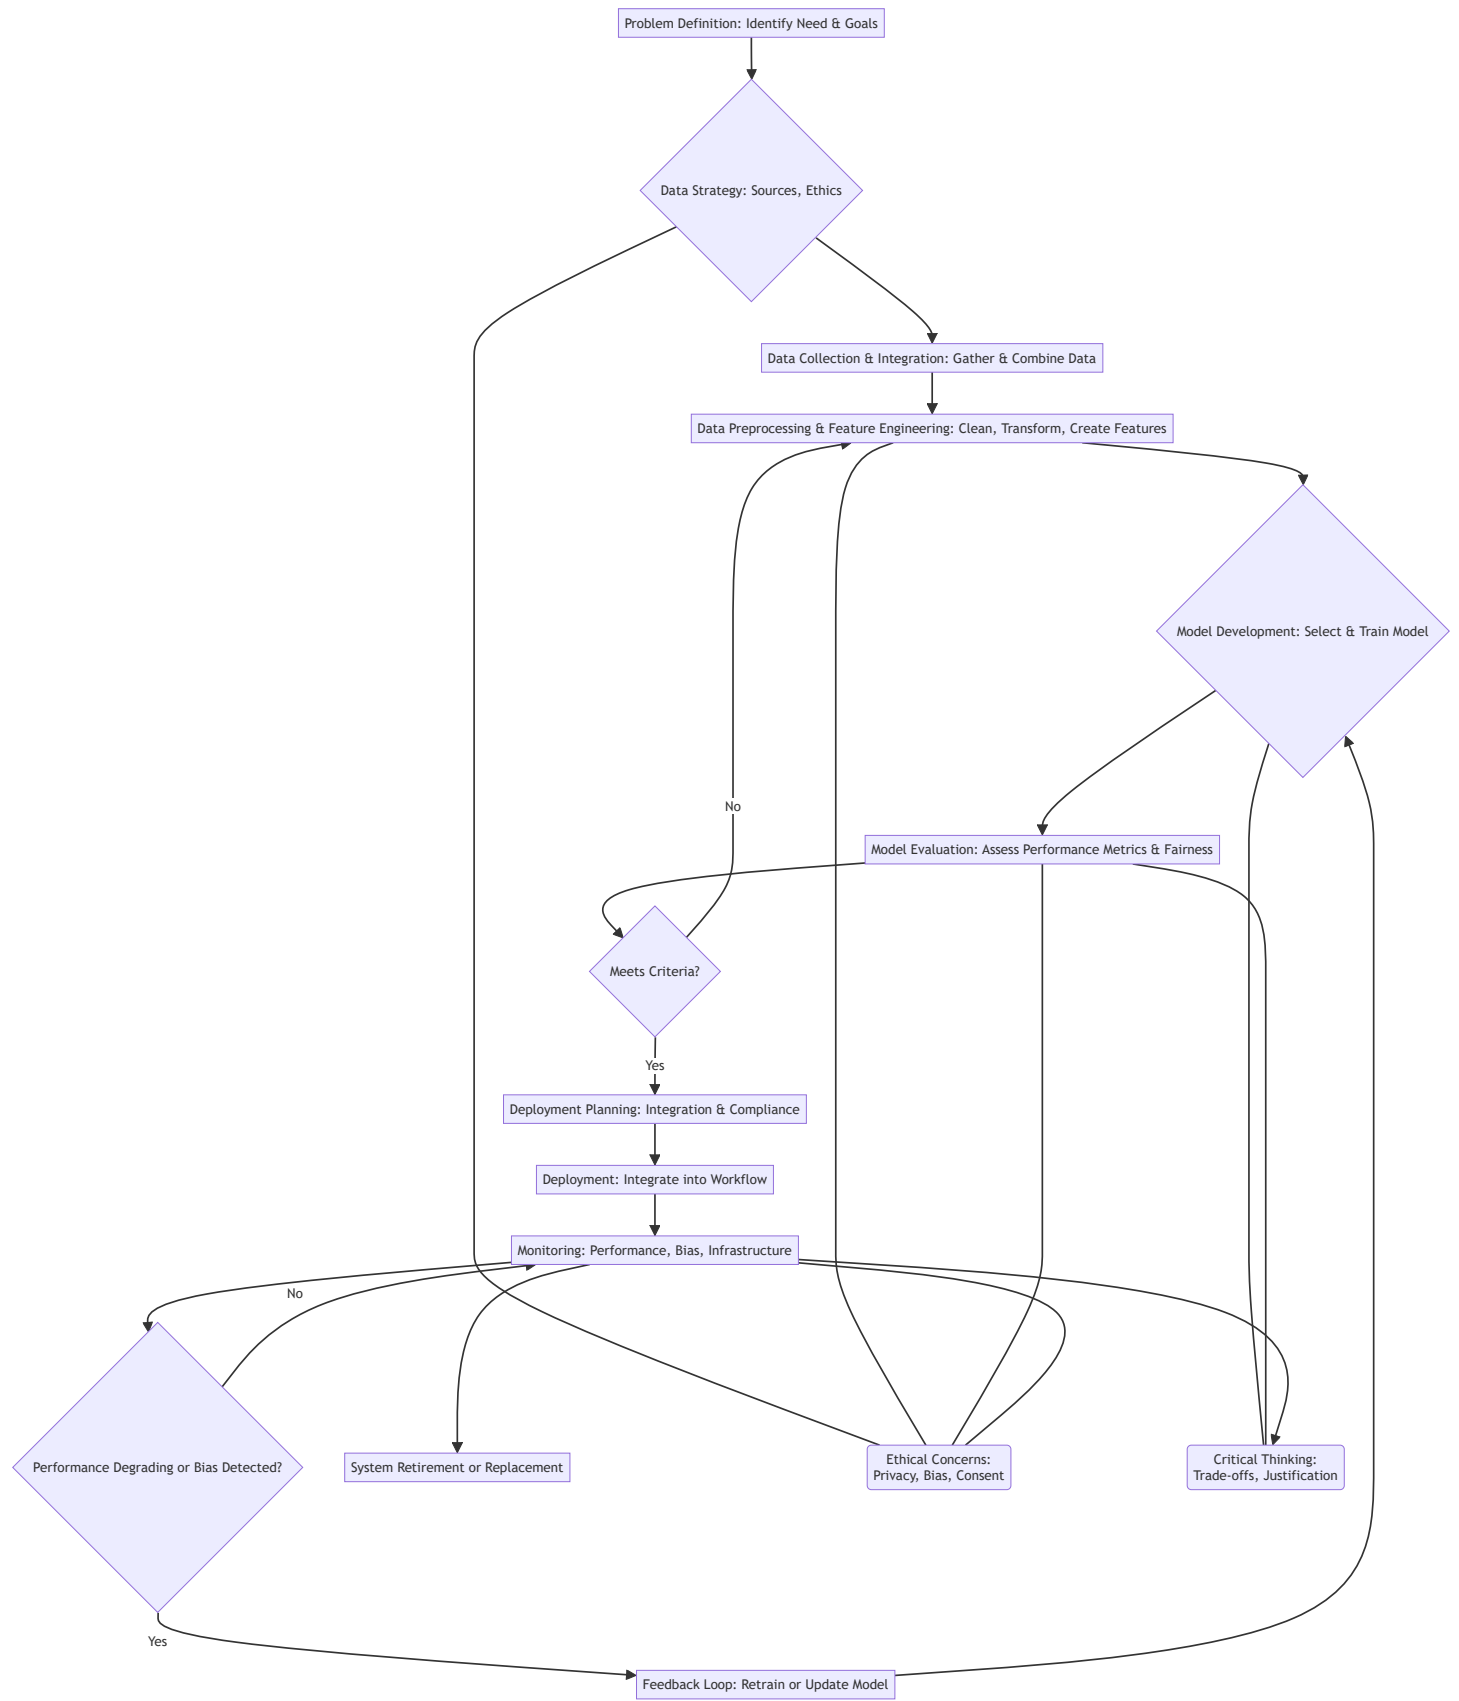 Problem Definition: Identify Need & Goals
Data Strategy: Sources, Ethics
Data Collection & Integration: Gather & Combine Data
Data Preprocessing & Feature Engineering: Clean, Transform, Create Features
Model Development: Select & Train Model
No
Model Evaluation: Assess Performance Metrics & Fairness
Meets Criteria?
Yes
Deployment Planning: Integration & Compliance
Deployment: Integrate into Workflow
Monitoring: Performance, Bias, Infrastructure
No
Performance Degrading or Bias Detected?
System Retirement or Replacement
Ethical Concerns:
Privacy, Bias, Consent
Critical Thinking:
Trade-offs, Justification
Yes
Feedback Loop: Retrain or Update Model